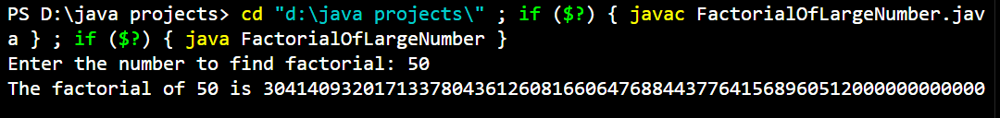 PS D:\java projects> cd "d:\java projects\" ; if ($?) { javac FactorialOfLargeNumber.jav
a } ; if ($?) { java FactorialOfLargeNumber }
Enter the number to find factorial: 50
The factorial of 50 is 30414093201713378043612608166064768844377641568960512000000000000